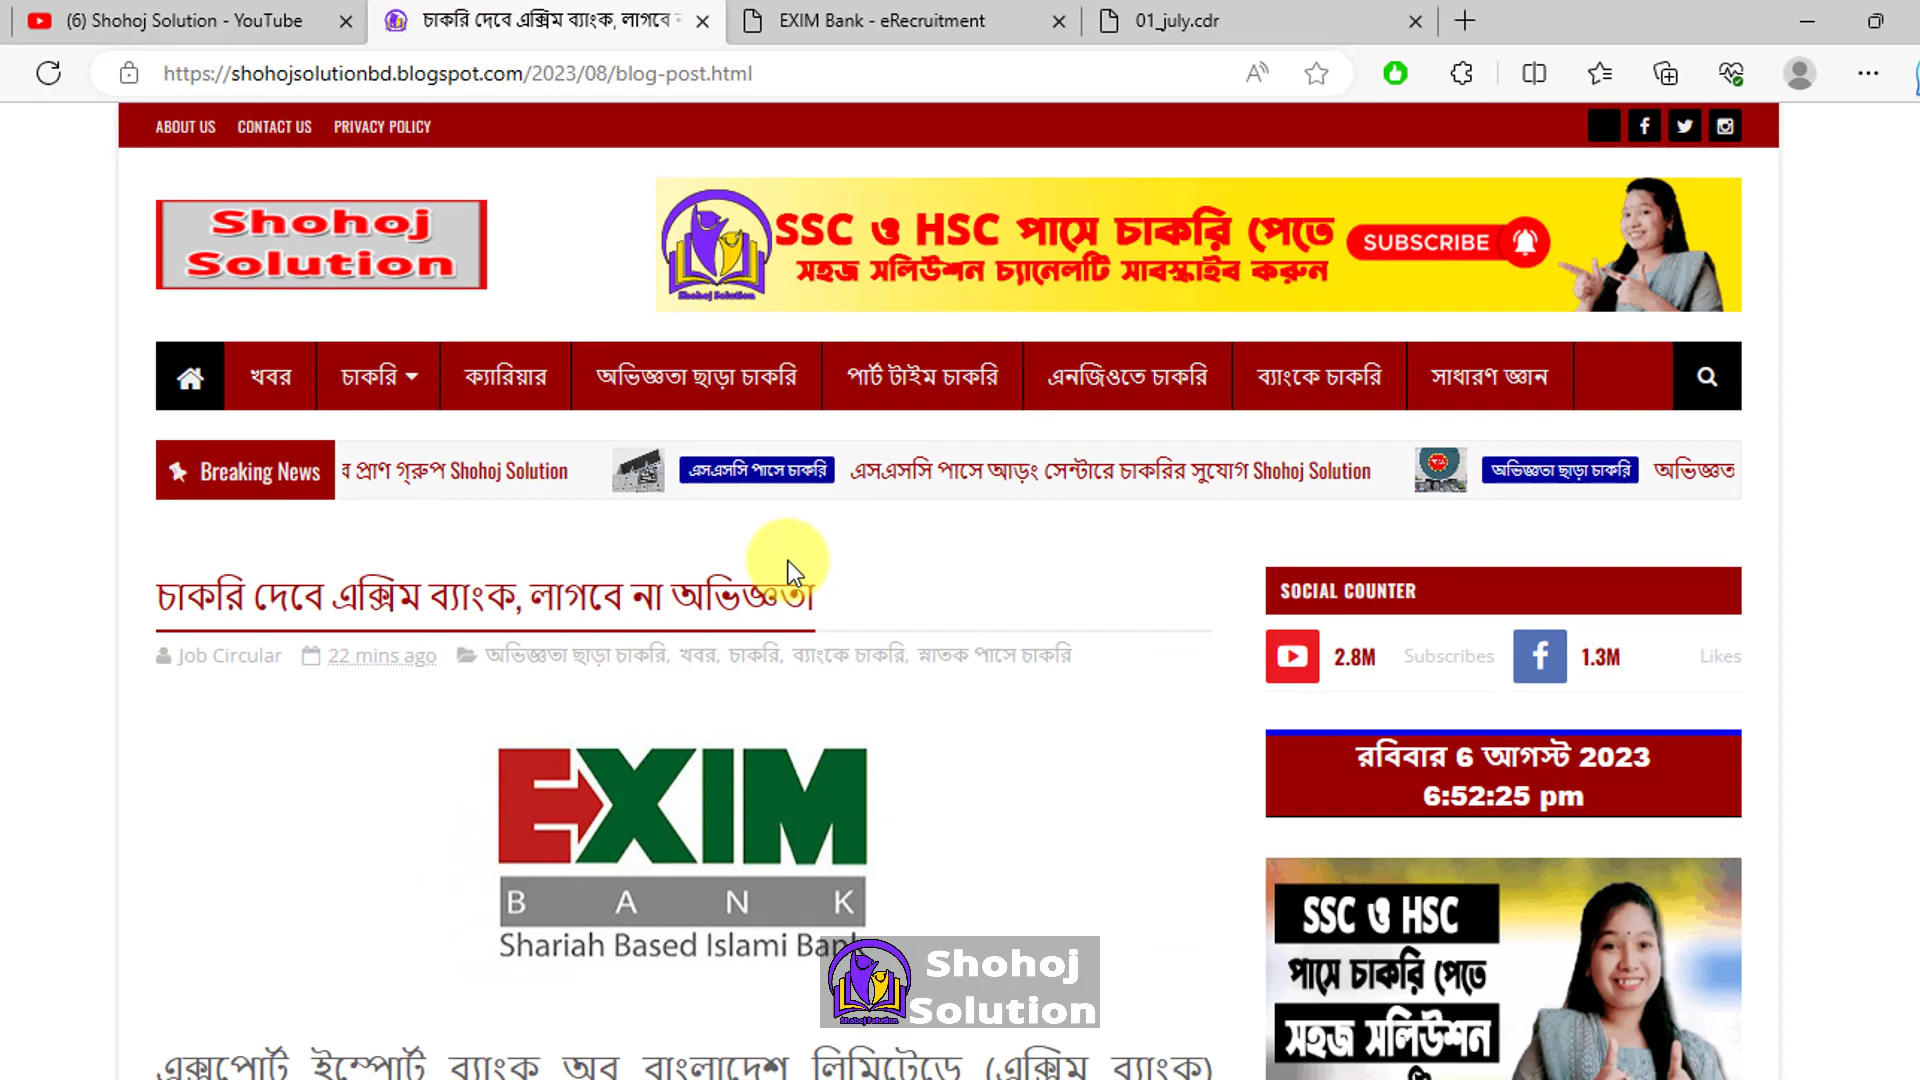 (6) Shohoj Solution - YouTube
চাকরি দেবে এক্সিম ব্যাংক, লাগবে ন
EXIM Bank - eRecruitment
01_july.cdr
https://shohojsolutionbd.blogspot.com/2023/08/blog-post.html
ABOUT US CONTACT US PRIVACY POLICY
Shohoj
Solution
SSC ও HSC পাসে চাকরি পেতে
সহজ সলিউশন চ্যানেলটি সাবস্ক্রাইব করুন
SUBSCRIBE
Shohoj Solution
খবর চাকরি ক্যারিয়ার অভিজ্ঞতা ছাড়া চাকরি পার্ট টাইম চাকরি এনজিওতে চাকরি ব্যাংকে চাকরি সাধারণ জ্ঞান
Breaking News ব প্রাণ গ্রুপ Shohoj Solution এসএসসি পাসে চাকরি এসএসসি পাসে আড়ং সেন্টারে চাকরির সুযোগ Shohoj Solution অভিজ্ঞতা ছাড়া চাকরি অভিজ্ঞত
চাকরি দেবে এক্সিম ব্যাংক, লাগবে না অভিজ্ঞতা
Job Circular 22 mins ago অভিজ্ঞতা ছাড়া চাকরি, খবর, চাকরি, ব্যাংকে চাকরি, স্নাতক পাসে চাকরি
EXIM
BANK
Shariah Based Islami Bank
Shohoj
Solution
Shohoj Solution
এক্সপোর্ট ইম্পোর্ট ব্যাংক অব বাংলাদেশ লিমিটেডে (এক্সিম ব্যাংক)
SOCIAL COUNTER
2.8M Subscribes 1.3M Likes
রবিবার 6 আগস্ট 2023
6:52:25 pm
SSC ও HSC
পাসে চাকরি পেতে
সহজ সলিউশন